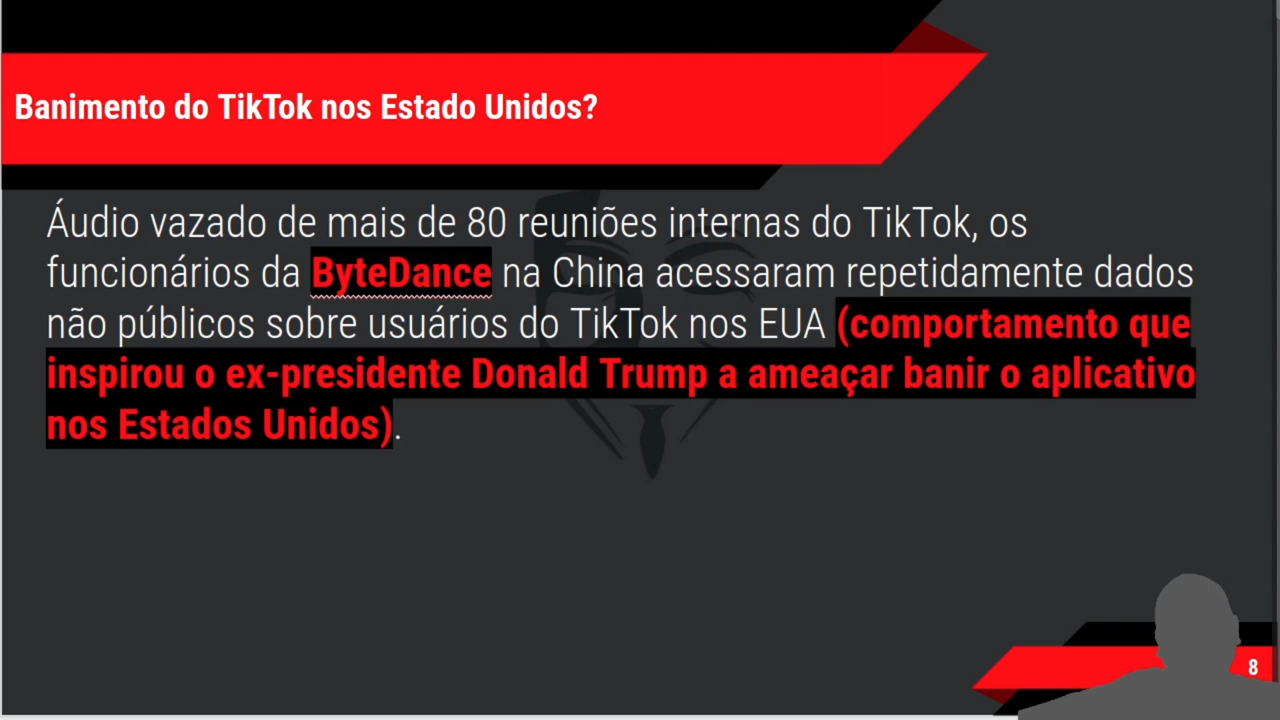 Banimento do TikTok nos Estado Unidos?
Áudio vazado de mais de 80 reuniões internas do TikTok, os
funcionários da ByteDance na China acessaram repetidamente dados
não públicos sobre usuários do TikTok nos EUA (comportamento que
inspirou o ex-presidente Donald Trump a ameaçar banir o aplicativo
nos Estados Unidos).
8